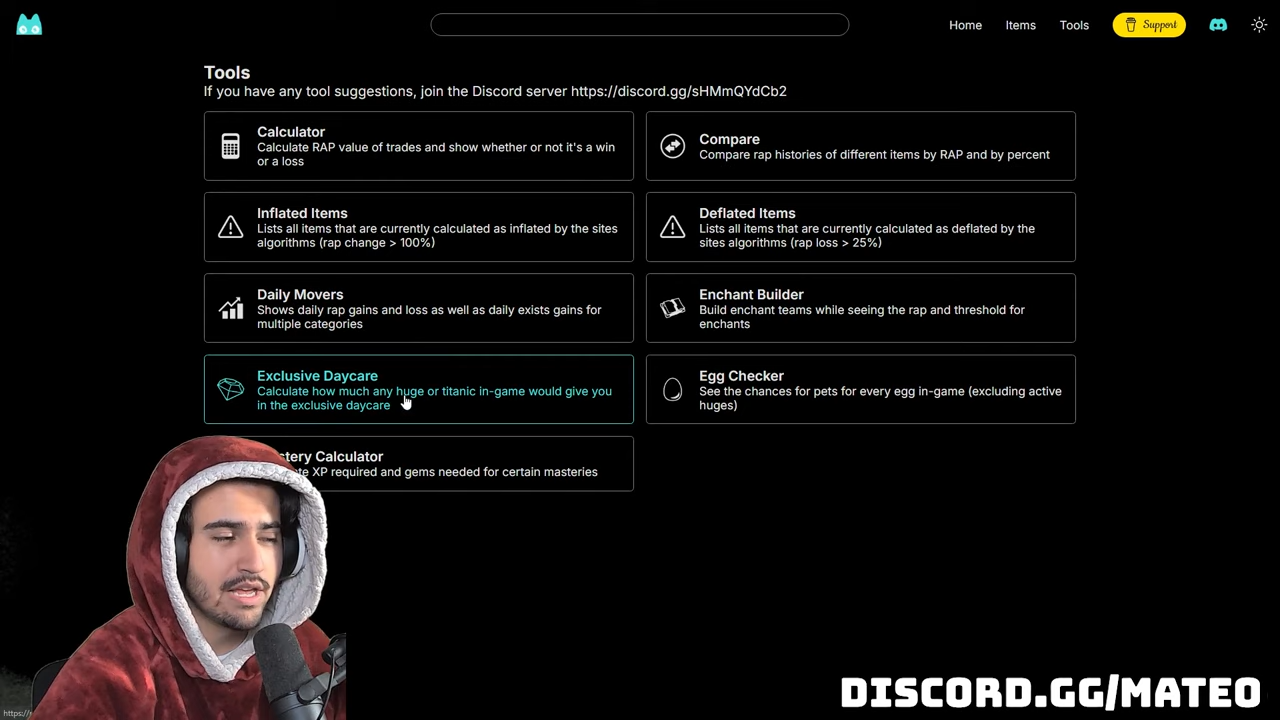 Home Items Tools Support
Tools
If you have any tool suggestions, join the Discord server https://discord.gg/sHMmQYdCb2
Calculator
Calculate RAP value of trades and show whether or not it's a win
or a loss
Compare
Compare rap histories of different items by RAP and by percent
Inflated Items
Lists all items that are currently calculated as inflated by the sites
algorithms (rap change > 100%)
Deflated Items
Lists all items that are currently calculated as deflated by the
sites algorithms (rap loss > 25%)
Daily Movers
Shows daily rap gains and loss as well as daily exists gains for
multiple categories
Enchant Builder
Build enchant teams while seeing the rap and threshold for
enchants
Exclusive Daycare
Calculate how much any huge or titanic in-game would give you
in the exclusive daycare
Egg Checker
See the chances for pets for every egg in-game (excluding active
huges)
stery Calculator
XP required and gems needed for certain masteries
https://
DISCORD.GG/MATEO